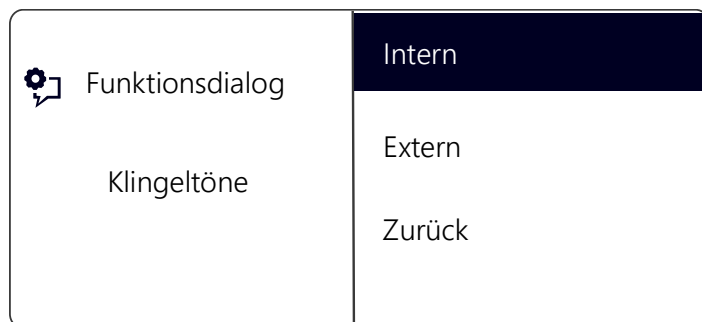 Funktionsdialog
Klingeltöne
Intern
Extern
Zurück